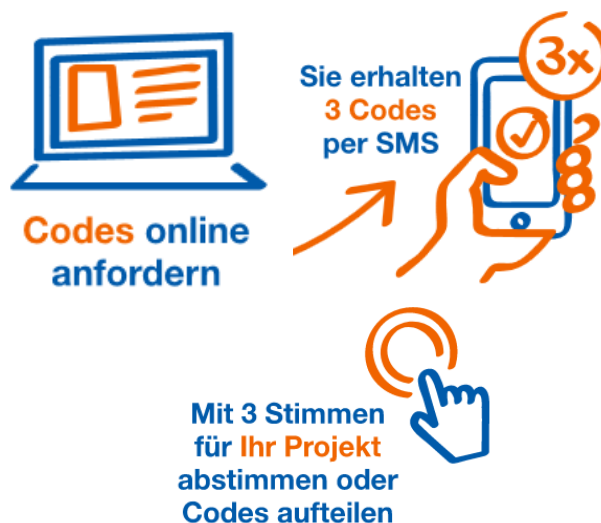 Codes online
anfordern
Sie erhalten
3 Codes
per SMS
3x
Mit 3 Stimmen
für Ihr Projekt
abstimmen oder
Codes aufteilen